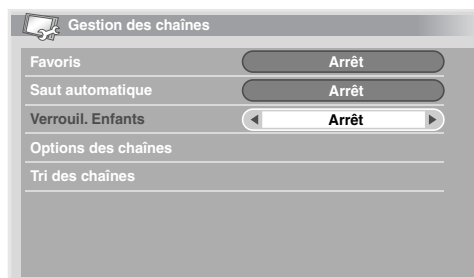 Gestion des chaînes
Favoris Arrêt
Saut automatique Arrêt
Verrouil. Enfants Arrêt
Options des chaînes
Tri des chaînes